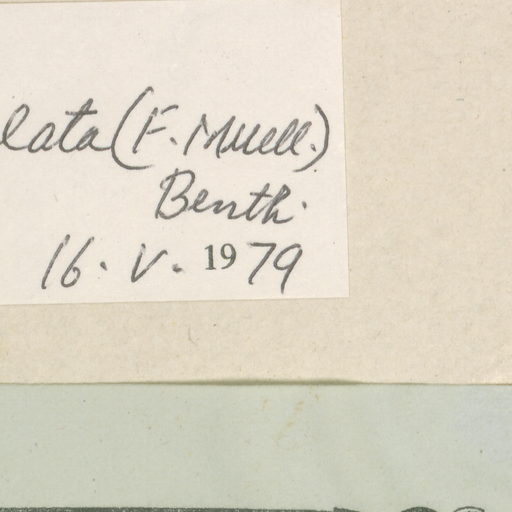 lata (F. Muell.)
Benth.
16. V. 1979